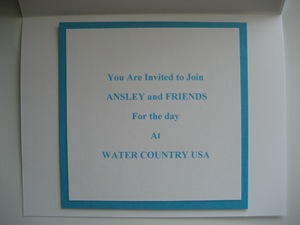 You Are Invited to Join
ANSLEY and FRIENDS
For the day
At
WATER COUNTRY USA